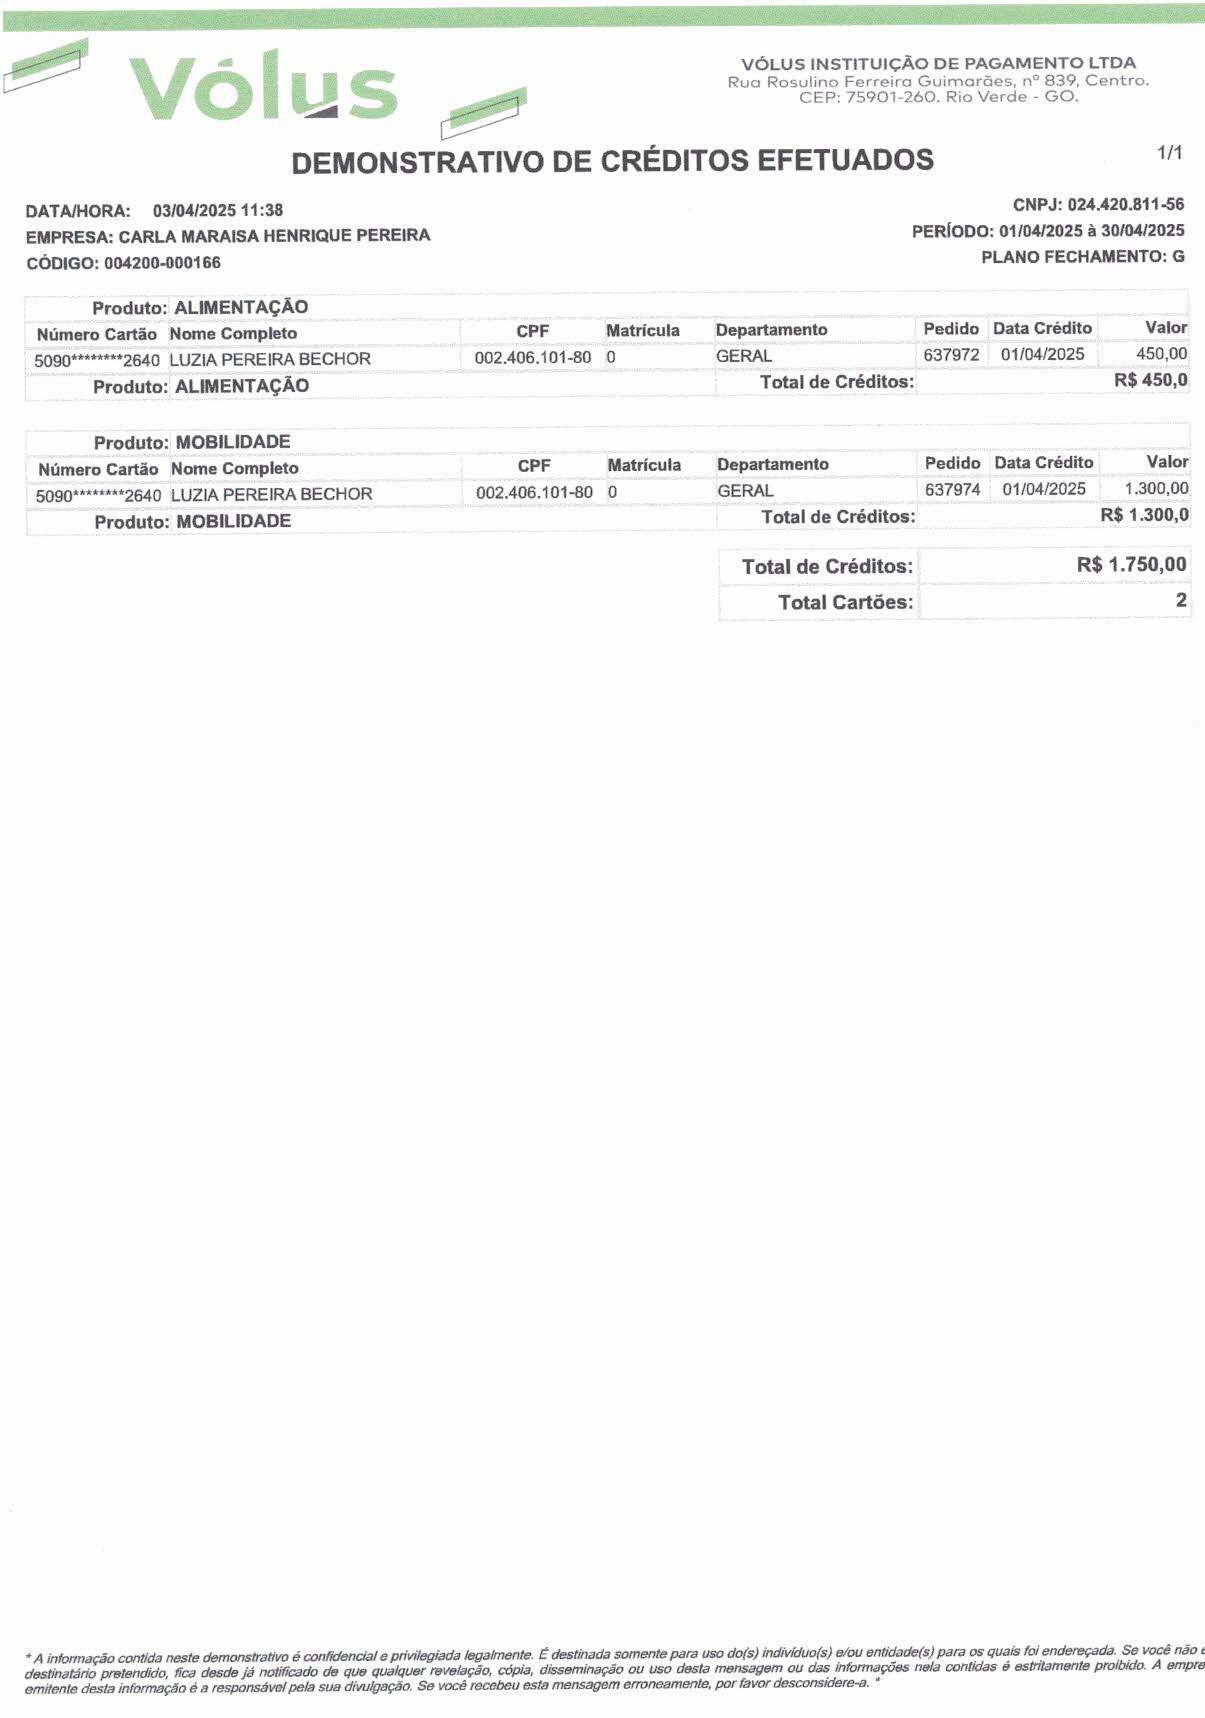 Vólus
VÓLUS INSTITUIÇÃO DE PAGAMENTO LTDA
Rua Rosulino Ferreira Guimarães, nº 839, Centro.
CEP: 75901-260. Rio Verde - GO.
DEMONSTRATIVO DE CRÉDITOS EFETUADOS
1/1
DATA/HORA: 03/04/2025 11:38
CNPJ: 024.420.811-56
EMPRESA: CARLA MARAISA HENRIQUE PEREIRA
PERÍODO: 01/04/2025 à 30/04/2025
CÓDIGO: 004200-000166
PLANO FECHAMENTO: G
Produto: ALIMENTAÇÃO
Número Cartão Nome Completo CPF Matrícula Departamento Pedido Data Crédito Valor
5090********2640 LUZIA PEREIRA BECHOR 002.406.101-80 0 GERAL 637972 01/04/2025 450,00
Produto: ALIMENTAÇÃO Total de Créditos: R$ 450,0
Produto: MOBILIDADE
Número Cartão Nome Completo CPF Matrícula Departamento Pedido Data Crédito Valor
5090********2640 LUZIA PEREIRA BECHOR 002.406.101-80 0 GERAL 637974 01/04/2025 1.300,00
Produto: MOBILIDADE Total de Créditos: R$ 1.300,0
Total de Créditos: R$ 1.750,00
Total Cartões: 2
* A informação contida neste demonstrativo é confidencial e privilegiada legalmente. É destinada somente para uso do(s) indivíduo(s) e/ou entidade(s) para os quais foi endereçada. Se você não é
destinatário pretendido, fica desde já notificado de que qualquer revelação, cópia, disseminação ou uso desta mensagem ou das informações nela contidas é estritamente proibido. A empre
emitente desta informação é a responsável pela sua divulgação. Se você recebeu esta mensagem erroneamente, por favor desconsidere-a. *